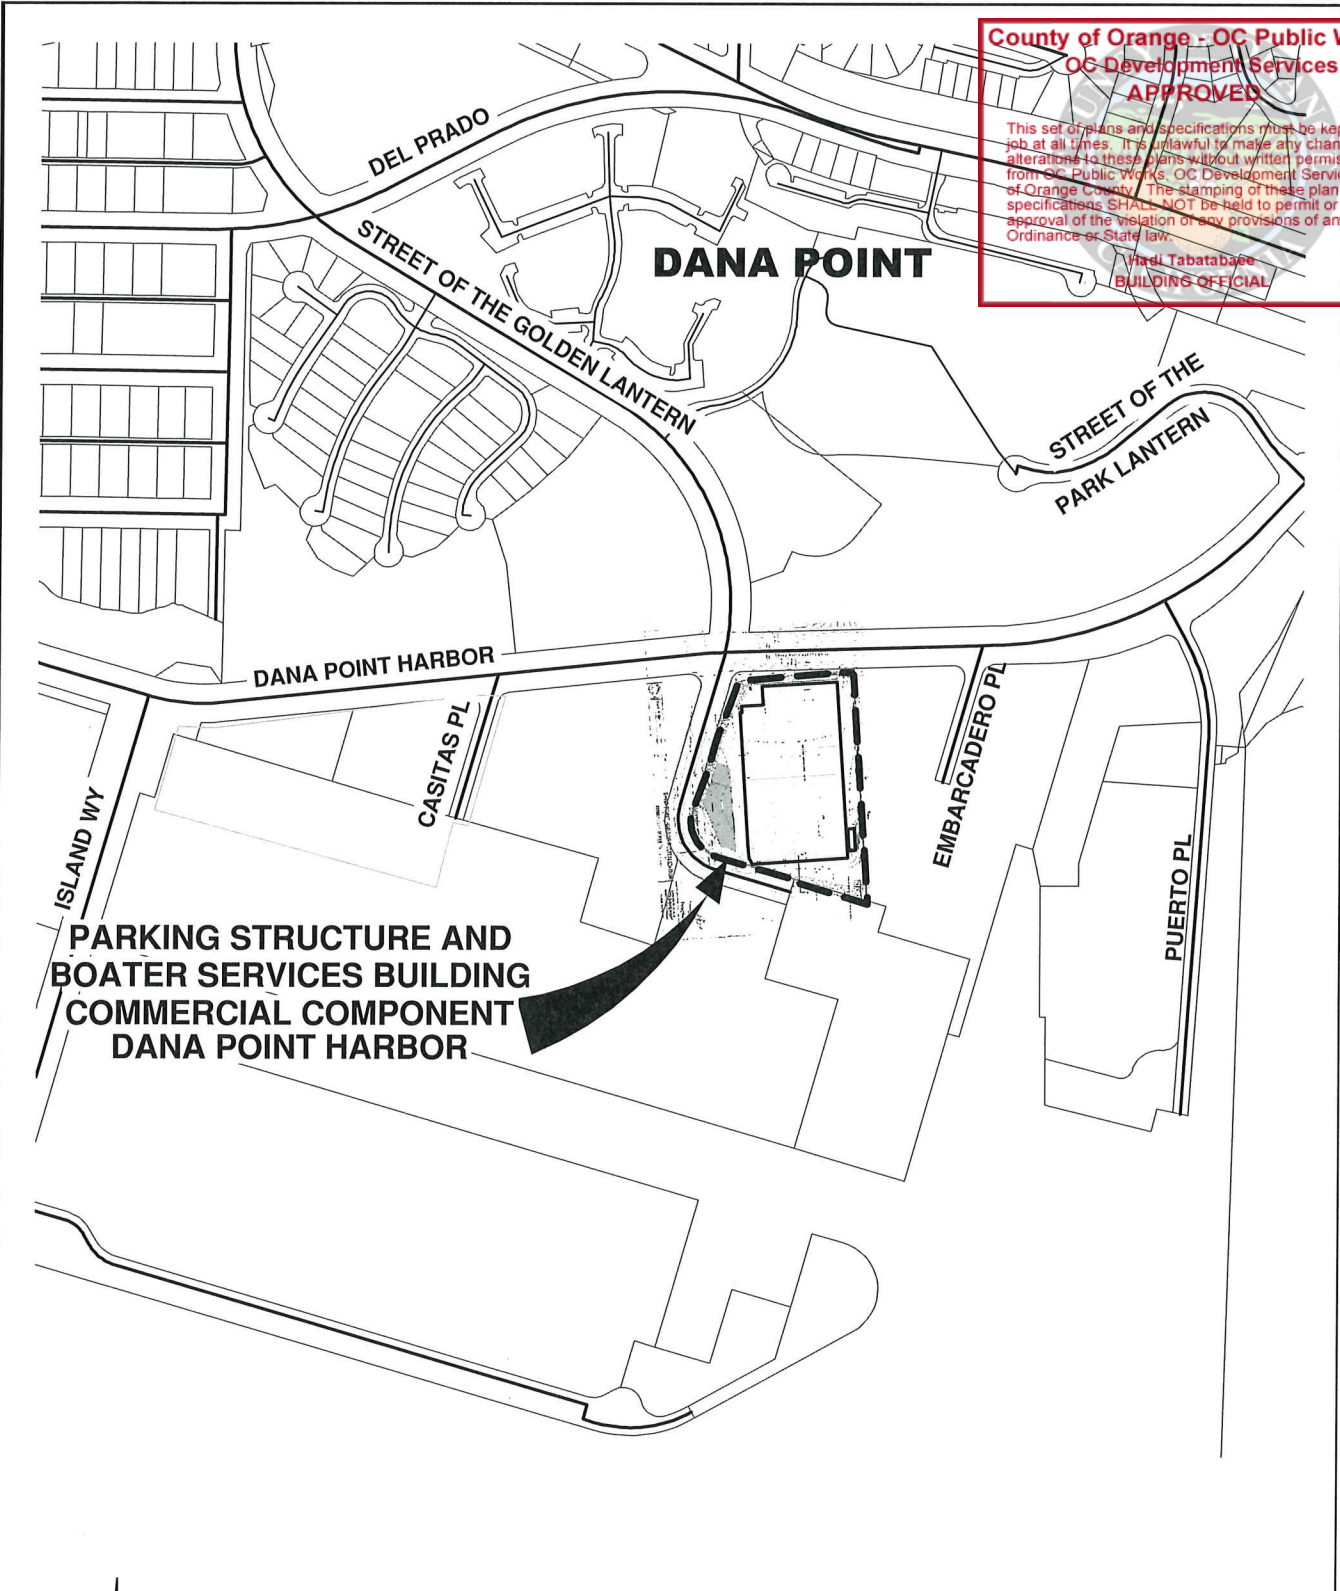 County of Orange - OC Public W
OC Development Services
APPROVED
This set of plans and specifications must be kep
job at all times. It is unlawful to make any chan
alterations to these plans without written permis
from OC Public Works, OC Development Servi
of Orange County. The stamping of these plan
specifications SHALL NOT be held to permit or
approval of the violation of any provisions of an
Ordinance or State law.
Hadi Tabatabaee
BUILDING OFFICIAL
DEL PRADO
STREET OF THE GOLDEN LANTERN
DANA POINT
STREET OF THE
PARK LANTERN
DANA POINT HARBOR
CASITAS PL
ISLAND WY
EMBARCADERO PL
PUERTO PL
PARKING STRUCTURE AND
BOATER SERVICES BUILDING
COMMERCIAL COMPONENT
DANA POINT HARBOR